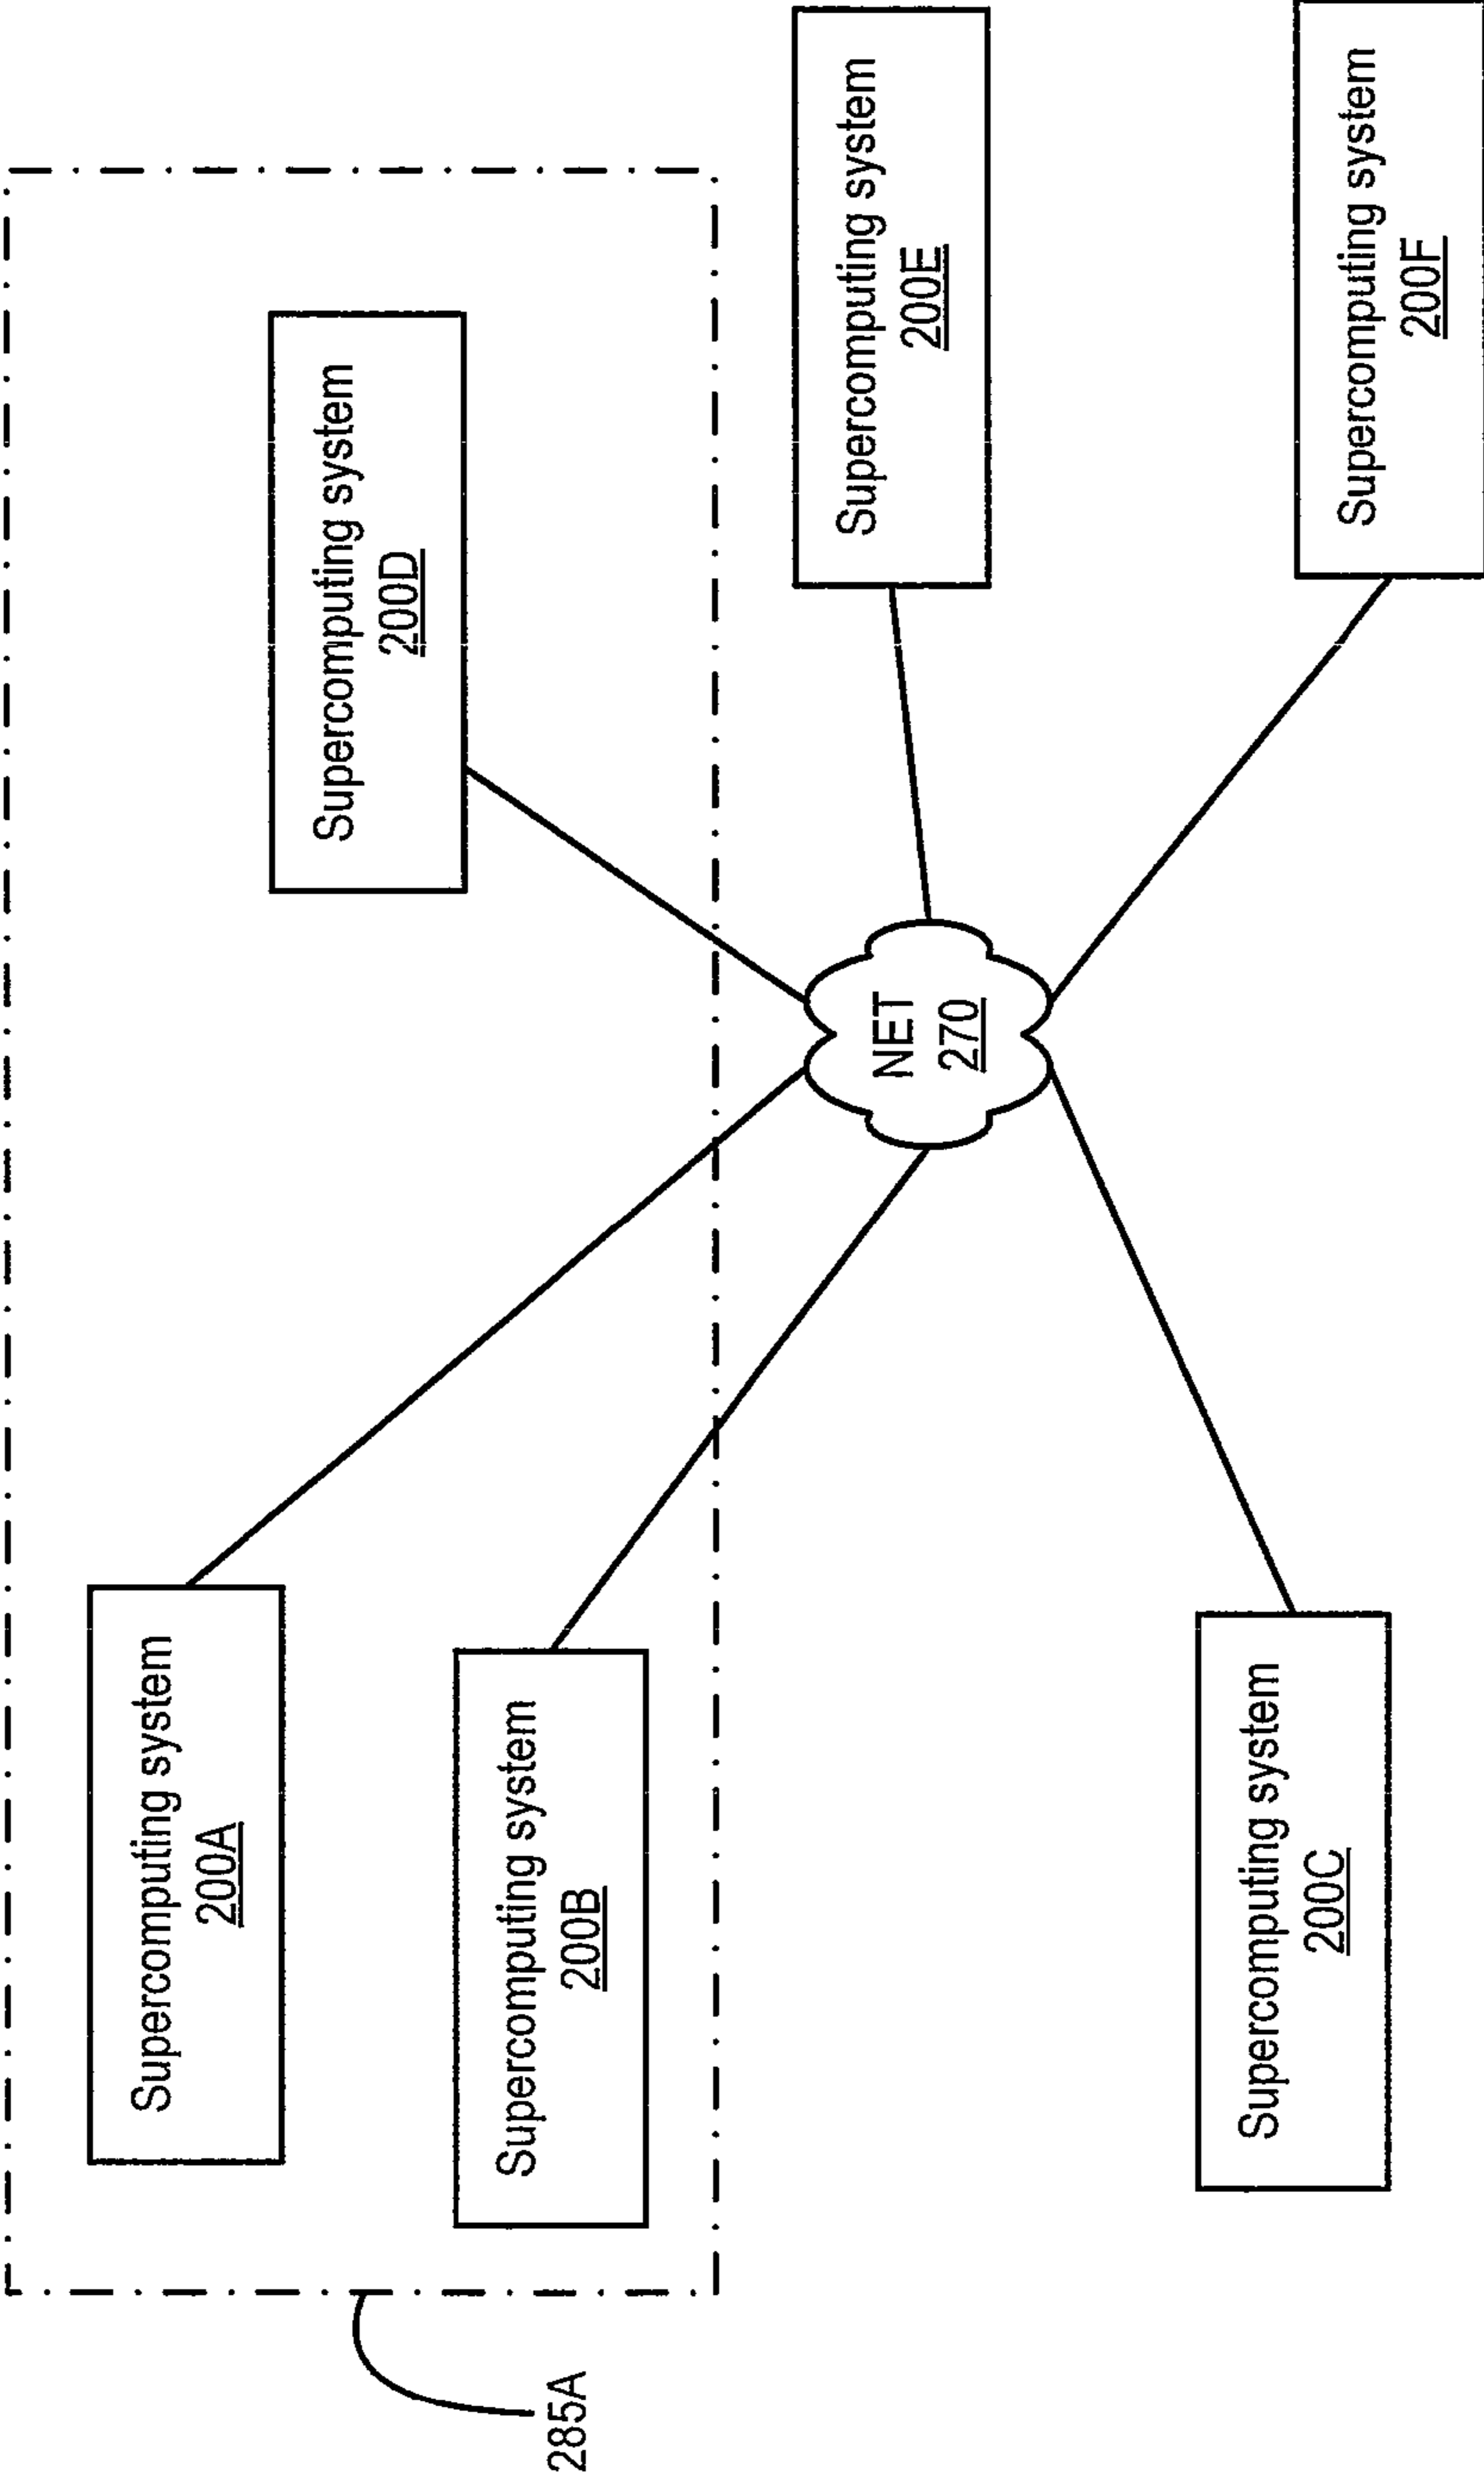 Supercomputing system
200A
Supercomputing system
200D
Supercomputing system
200B
285A
NET
270
Supercomputing system
200E
Supercomputing system
200C
Supercomputing system
200F